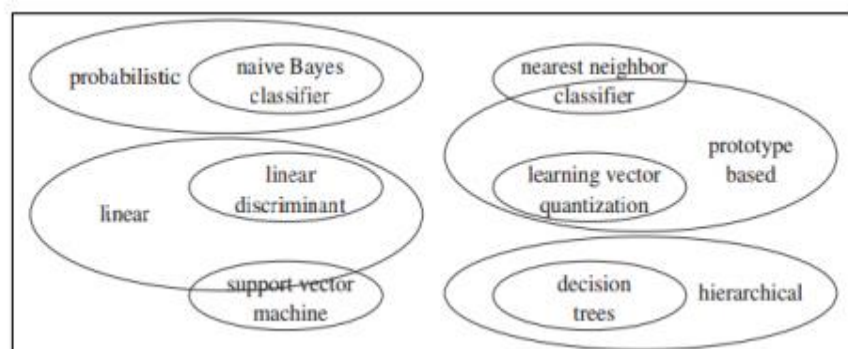 probabilistic
naive Bayes
classifier
nearest neighbor
classifier
linear
linear
discriminant
prototype
based
learning vector
quantization
support vector
machine
decision
trees
hierarchical